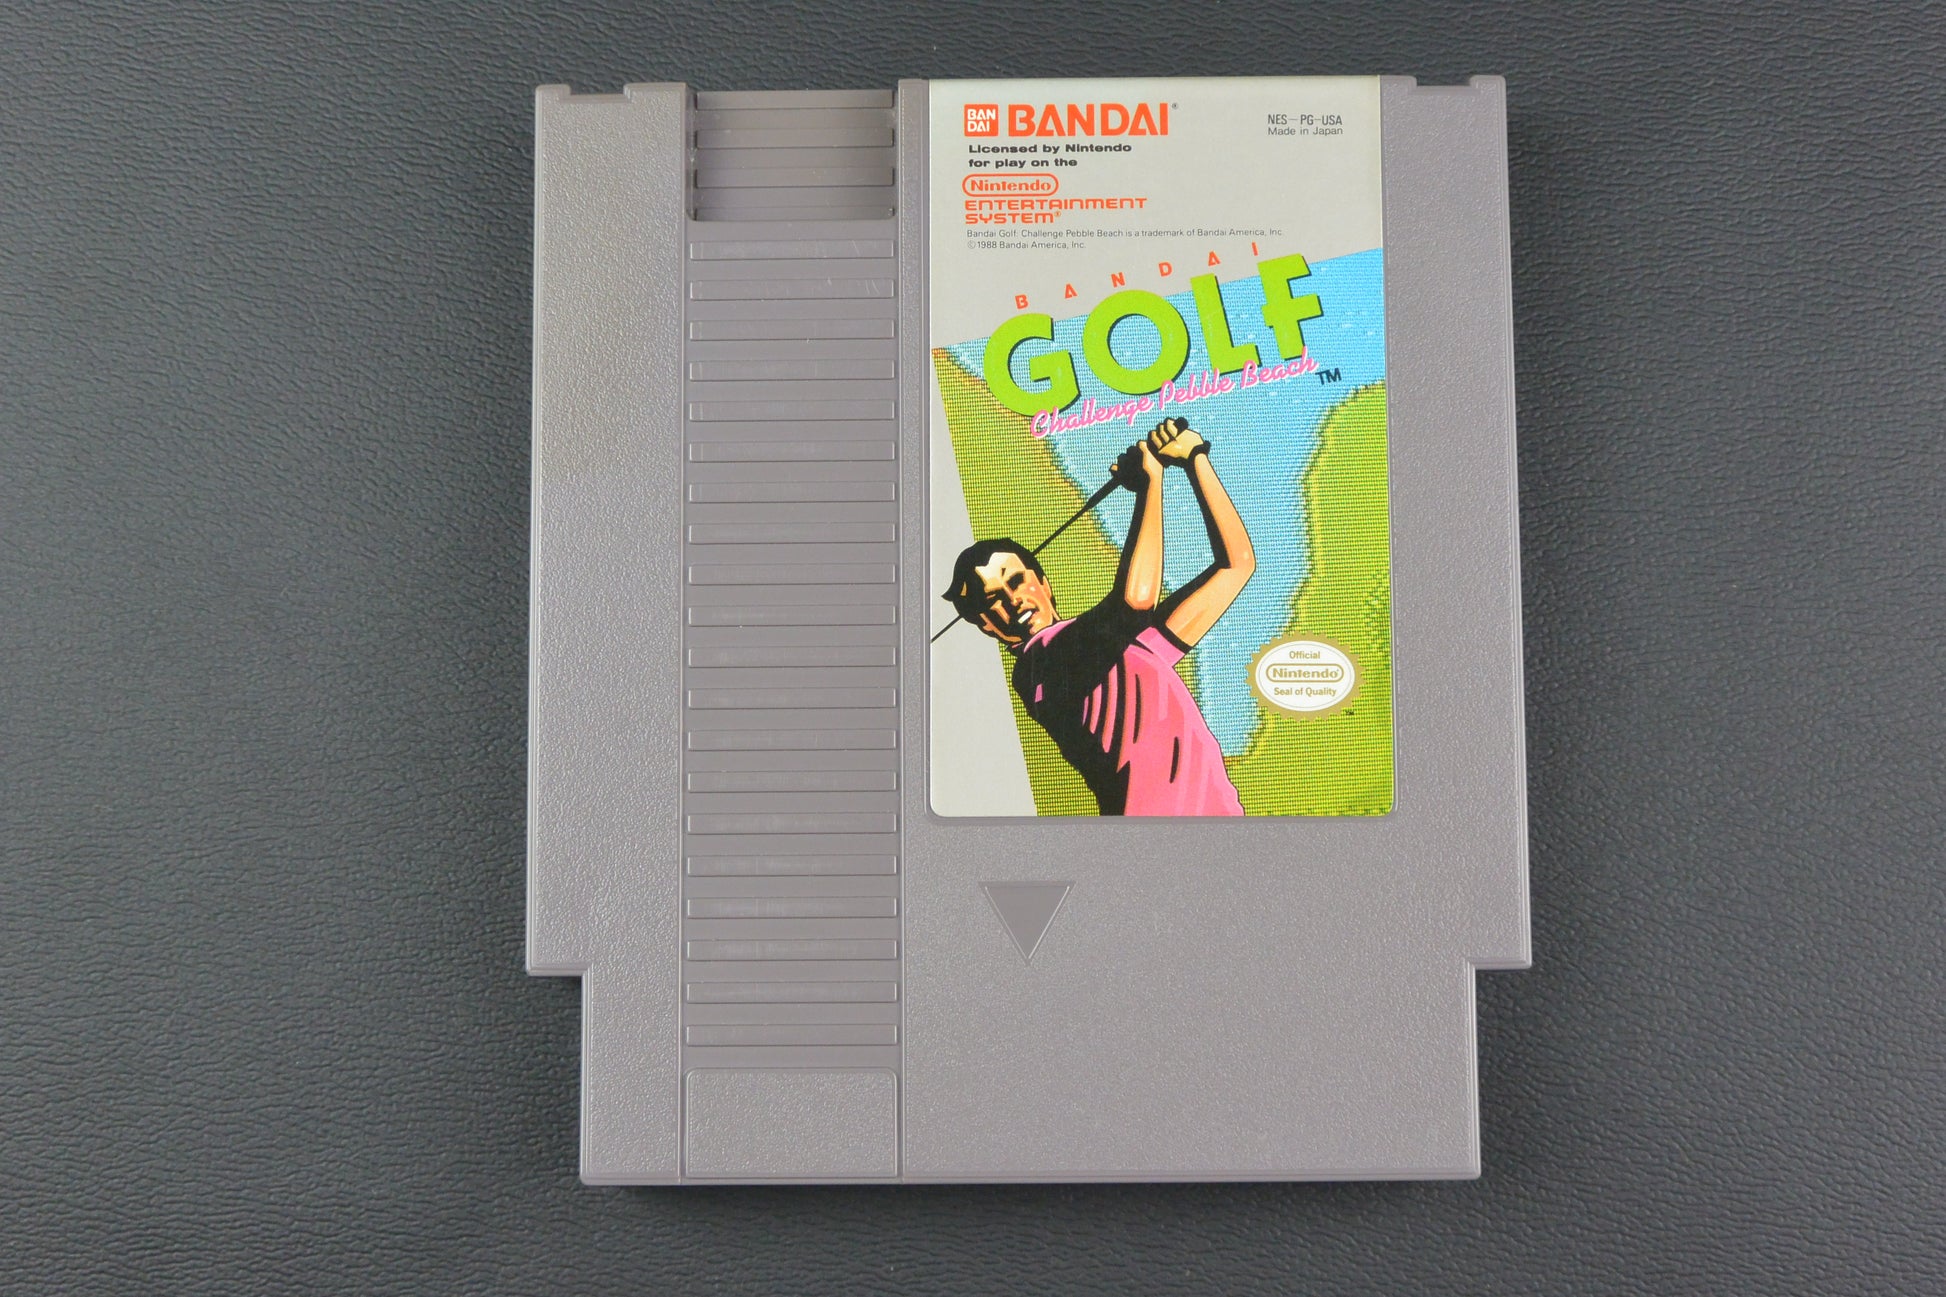 BAN
DAI
BANDAI®
NES-PG-USA
Made in Japan
Licensed by Nintendo
for play on the
Nintendo
ENTERTAINMENT
SYSTEM®
Bandai Golf: Challenge Pebble Beach is a trademark of Bandai America, Inc.
©1988 Bandai America, Inc.
BANDAI
GOLF
Challenge Pebble Beach TM
Official
Nintendo®
Seal of Quality
TM